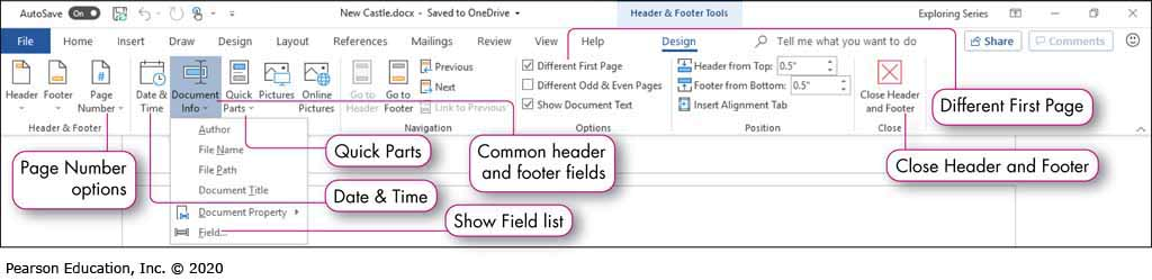 AutoSave On New Castle.docx - Saved to OneDrive Header & Footer Tools Exploring Series
File Home Insert Draw Design Layout References Mailings Review View Help Design Tell me what you want to do Share Comments
Header Footer Page Number Date & Time Document Info Quick Parts Pictures Online Pictures Go to Header Go to Footer
Previous
Next
Link to Previous
Different First Page
Different Odd & Even Pages
Show Document Text
Header from Top: 0.5"
Footer from Bottom: 0.5"
Insert Alignment Tab
Close Header and Footer
Header & Footer Navigation Options Position Close
Author
File Name
File Path
Document Title
Document Property
Field...
Page Number options
Quick Parts
Date & Time
Show Field list
Common header and footer fields
Different First Page
Close Header and Footer
Pearson Education, Inc. © 2020